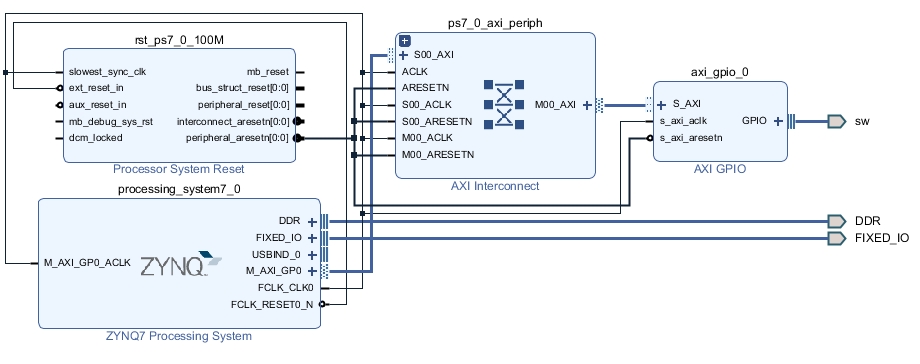 rst_ps7_0_100M
slowest_sync_clk
ext_reset_in
aux_reset_in
mb_debug_sys_rst
dcm_locked
mb_reset
bus_struct_reset[0:0]
peripheral_reset[0:0]
interconnect_aresetn[0:0]
peripheral_aresetn[0:0]
Processor System Reset
ps7_0_axi_periph
S00_AXI
ACLK
ARESETN
S00_ACLK
S00_ARESETN
M00_ACLK
M00_ARESETN
M00_AXI
AXI Interconnect
axi_gpio_0
S_AXI
s_axi_aclk
s_axi_aresetn
GPIO
AXI GPIO
sw
processing_system7_0
M_AXI_GP0_ACLK
ZYNQ
DDR
FIXED_IO
USBIND_0
M_AXI_GP0
FCLK_CLK0
FCLK_RESET0_N
ZYNQ7 Processing System
DDR
FIXED_IO